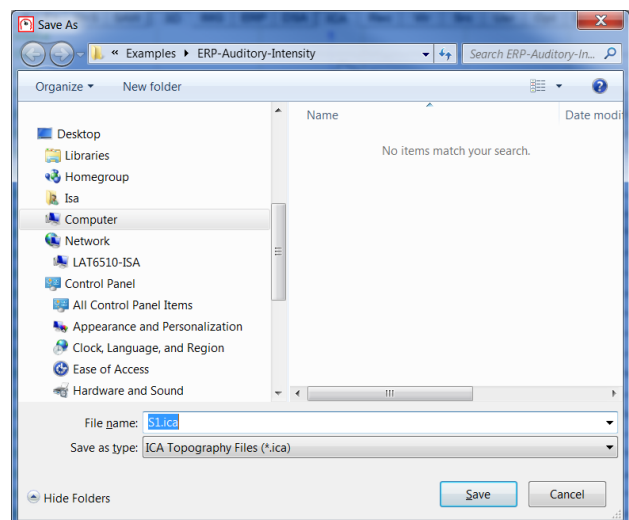 Save As
« Examples ▸ ERP-Auditory-Intensity
Search ERP-Auditory-In...
Organize New folder
Name Date modi
No items match your search.
Desktop
Libraries
Homegroup
Isa
Computer
Network
LAT6510-ISA
Control Panel
All Control Panel Items
Appearance and Personalization
Clock, Language, and Region
Ease of Access
Hardware and Sound
File name: S1.ica
Save as type: ICA Topography Files (*.ica)
Hide Folders Save Cancel